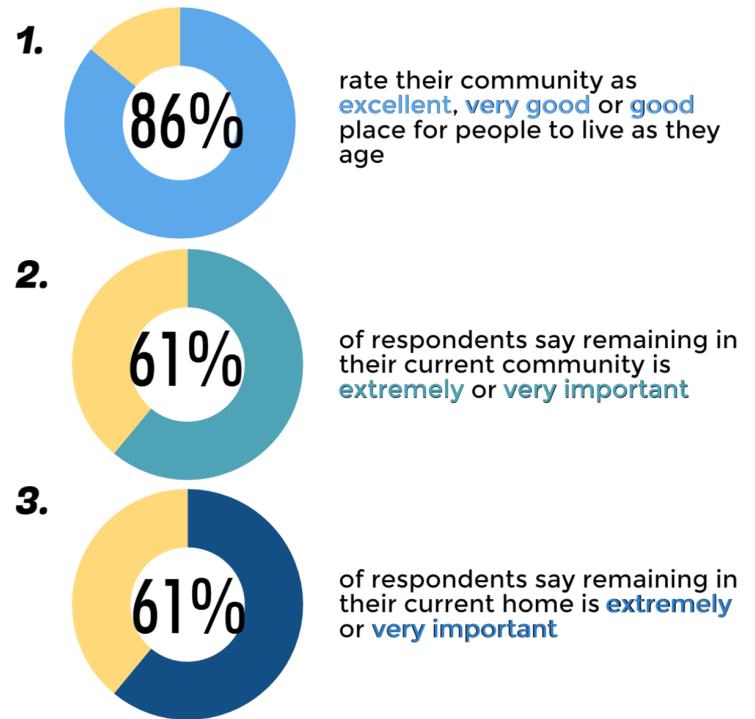 1.
86%
rate their community as
excellent, very good or good
place for people to live as they
age
2.
61%
of respondents say remaining in
their current community is
extremely or very important
3.
61%
of respondents say remaining in
their current home is extremely
or very important